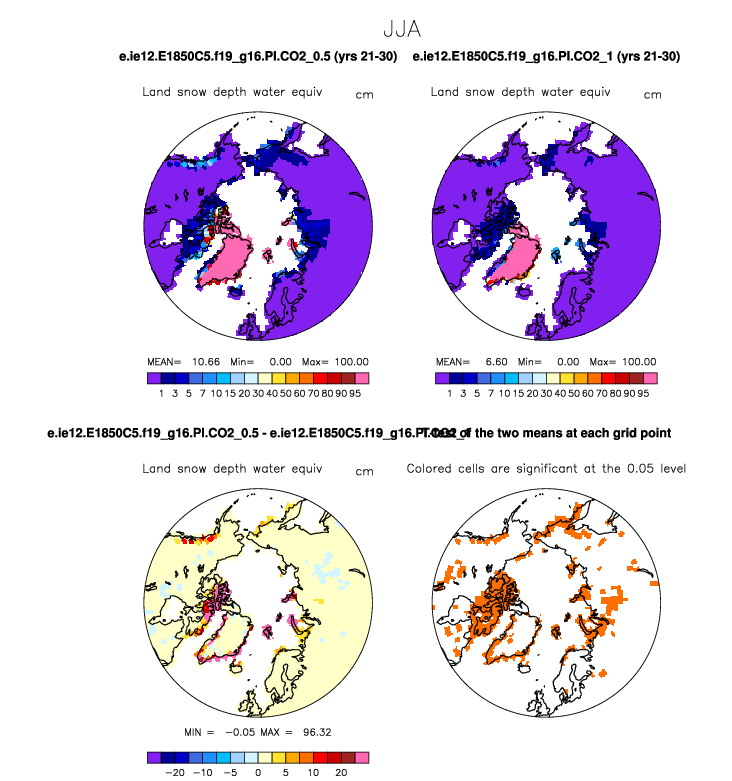 JJA
e.ie12.E1850C5.f19_g16.PI.CO2_0.5 (yrs 21-30)
e.ie12.E1850C5.f19_g16.PI.CO2_1 (yrs 21-30)
Land snow depth water equiv cm
Land snow depth water equiv cm
MEAN= 10.66 Min= 0.00 Max= 100.00
MEAN= 6.60 Min= 0.00 Max= 100.00
1 3 5 7 10 15 20 30 40 50 60 70 80 90 95
1 3 5 7 10 15 20 30 40 50 60 70 80 90 95
e.ie12.E1850C5.f19_g16.PI.CO2_0.5 - e.ie12.E1850C5.f19_g16.PI.CO2_1
T-Test of the two means at each grid point
Land snow depth water equiv cm
Colored cells are significant at the 0.05 level
MIN = -0.05 MAX = 96.32
-20 -10 -5 0 5 10 20